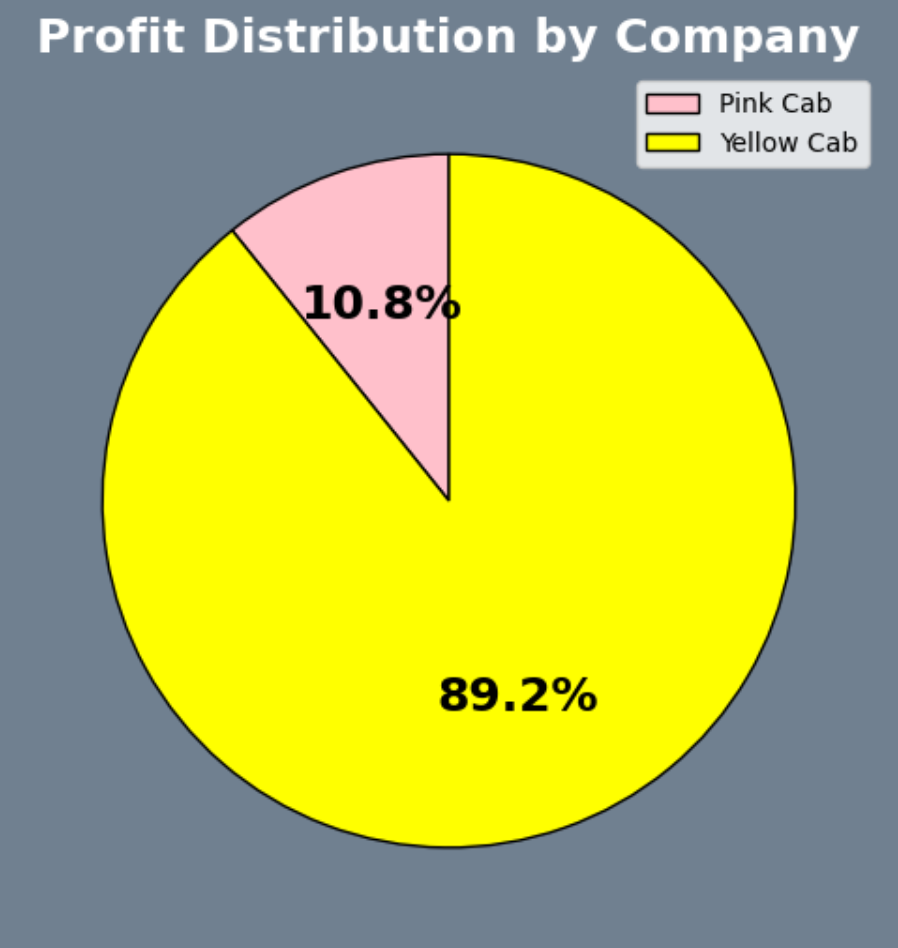 Profit Distribution by Company
Pink Cab
Yellow Cab
10.8%
89.2%